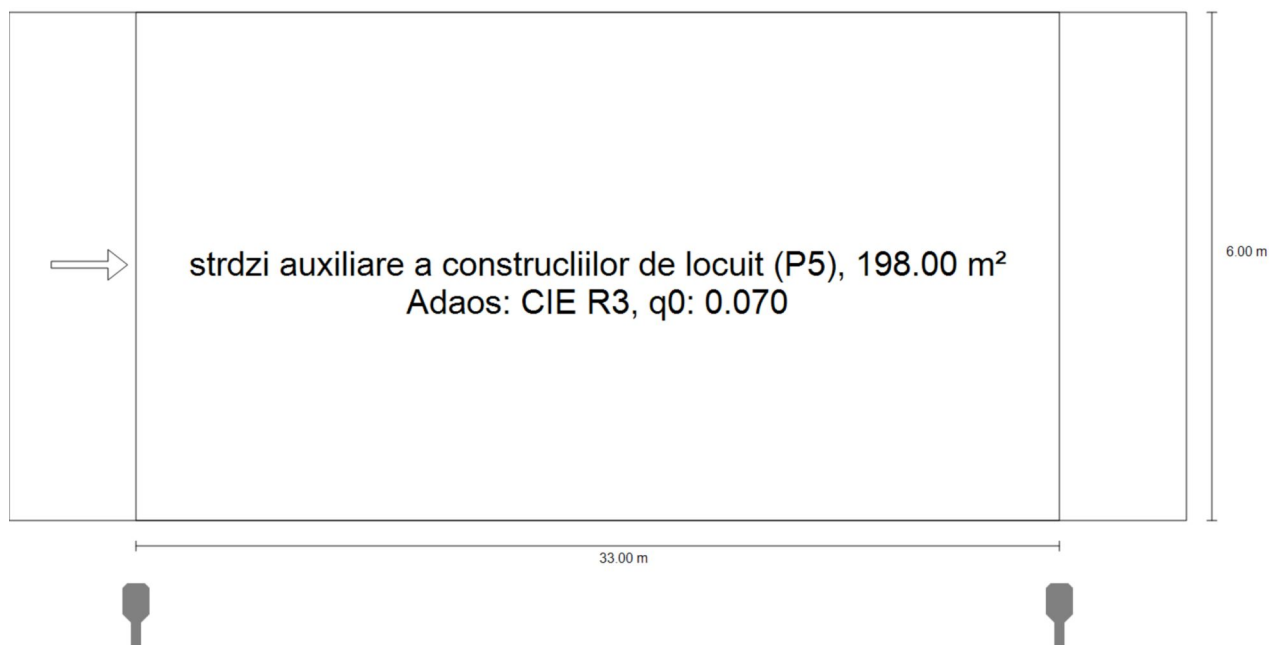 strdzi auxiliare a construcliilor de locuit (P5), 198.00 m²
Adaos: CIE R3, q0: 0.070
6.00 m
33.00 m